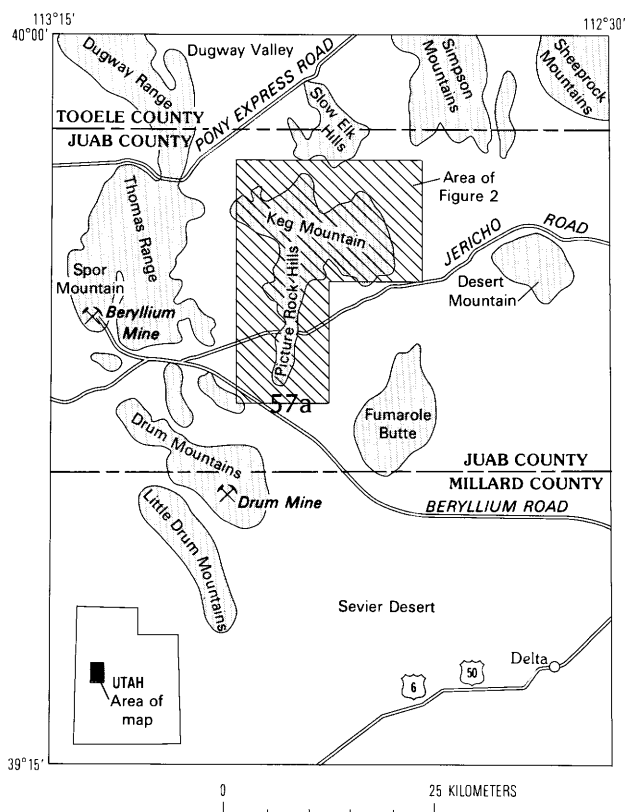 113°15'
112°30'
40°00'
Dugway Range
Dugway Valley
PONY EXPRESS ROAD
Simpson
Mountains
Sheeprock
Mountains
Slow Elk
Hills
TOOELE COUNTY
JUAB COUNTY
Area of
Figure 2
Thomas Range
Keg Mountain
JERICHO ROAD
Spor
Mountain
Beryllium
Mine
Picture Rock Hills
Desert
Mountain
57a
Fumarole
Butte
Drum Mountains
JUAB COUNTY
MILLARD COUNTY
Drum Mine
BERYLLIUM ROAD
Little Drum Mountains
Sevier Desert
UTAH
Area of
map
Delta
6
50
39°15'
0 25 KILOMETERS